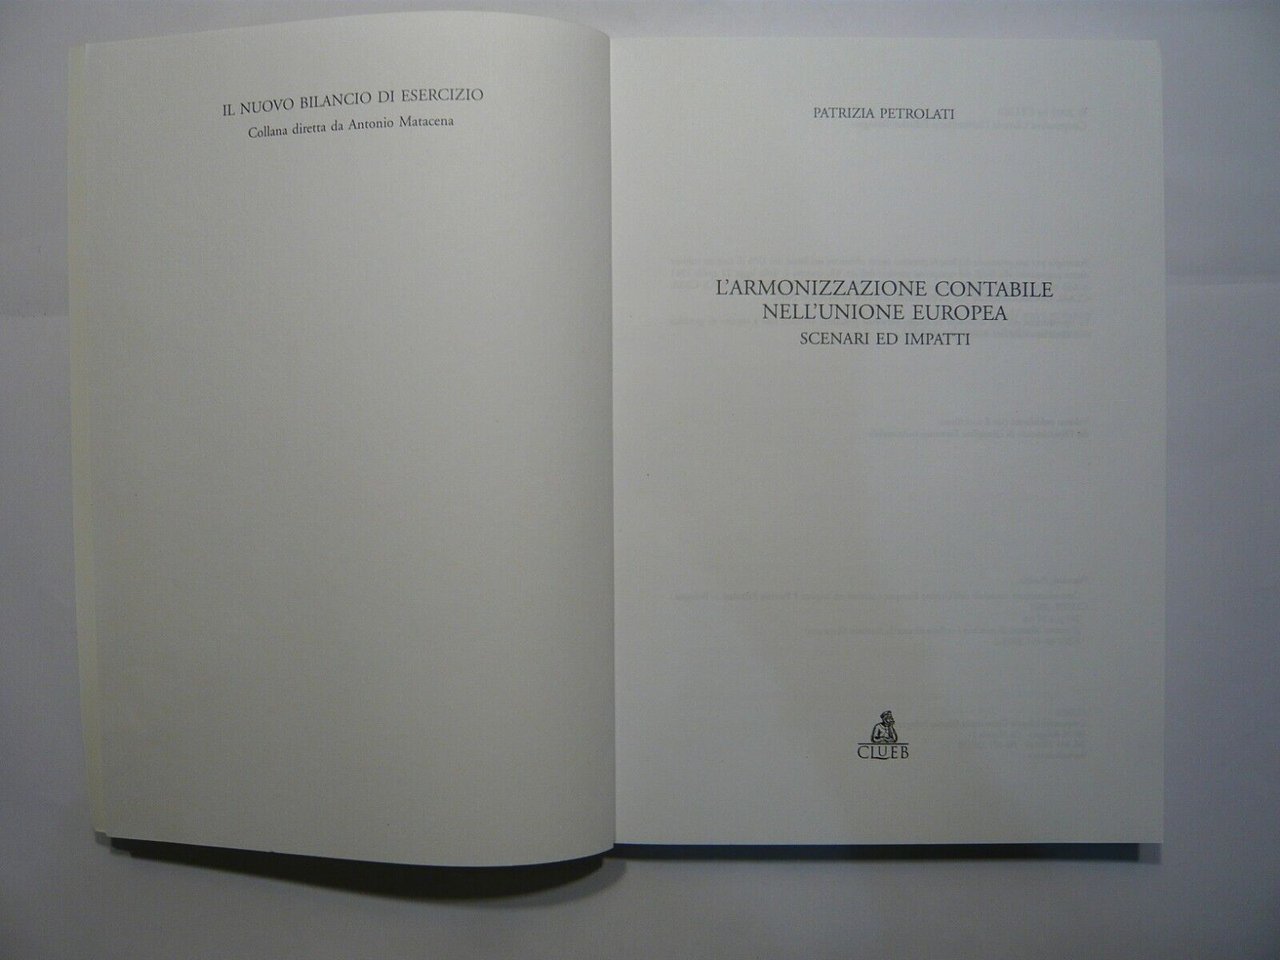 IL NUOVO BILANCIO DI ESERCIZIO
Collana diretta da Antonio Matacena
PATRIZIA PETROLATI
L'ARMONIZZAZIONE CONTABILE
NELL'UNIONE EUROPEA
SCENARI ED IMPATTI
CLUEB